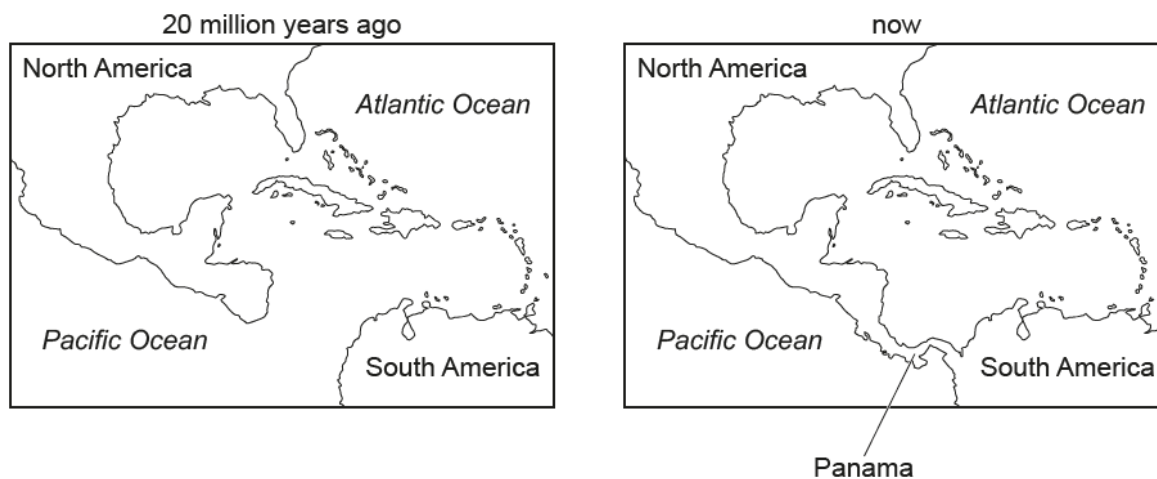 20 million years ago
North America
Atlantic Ocean
Pacific Ocean
South America
now
North America
Atlantic Ocean
Pacific Ocean
South America
Panama